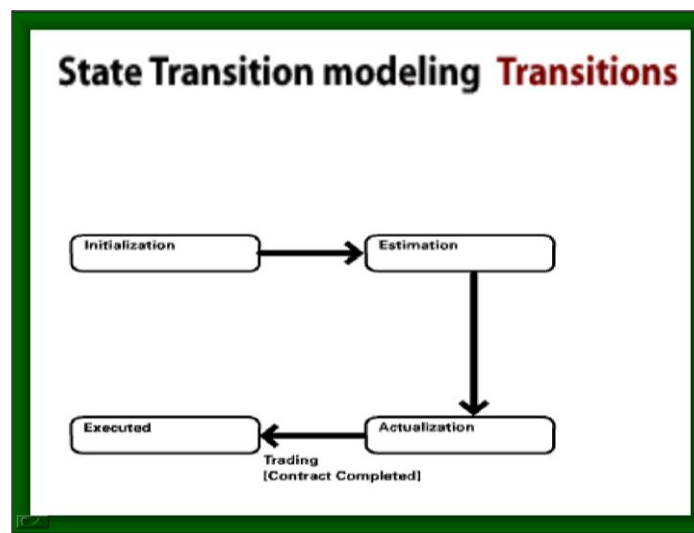 State Transition modeling Transitions
Initialization
Estimation
Executed
Actualization
Trading
[Contract Completed]